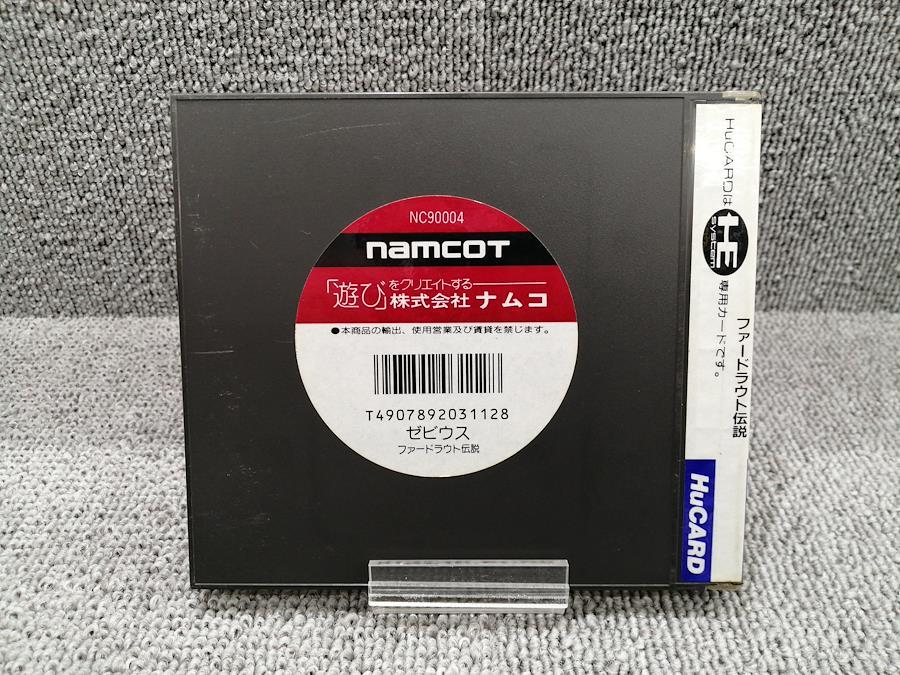 NC90004
namcot
「遊び」をクリエイトする
株式会社ナムコ
●本商品の輸出、使用営業及び賃貸を禁じます。
T4907892031128
ゼビウス
ファードラウト伝説
HuCARDは
HE
system
専用カードです。
ファードラウト伝説
HuCARD